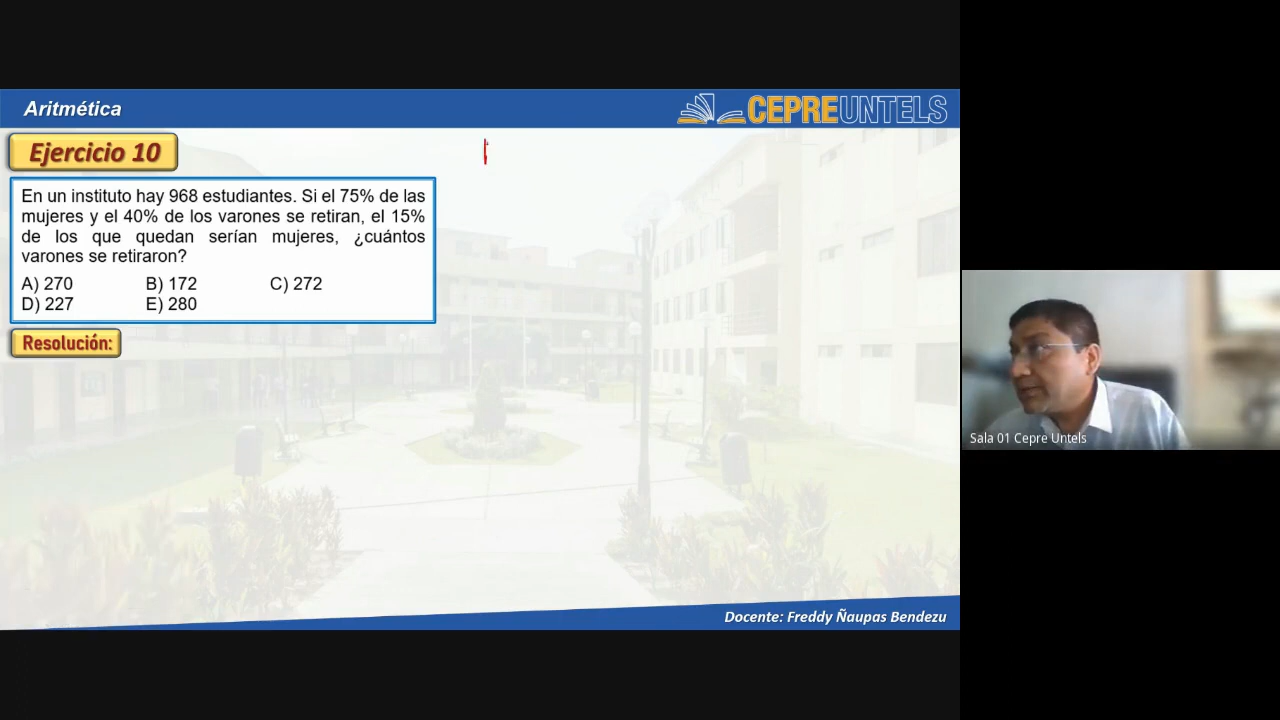 Aritmética
CEPREUNTELS
Ejercicio 10
En un instituto hay 968 estudiantes. Si el 75% de las
mujeres y el 40% de los varones se retiran, el 15%
de los que quedan serían mujeres, ¿cuántos
varones se retiraron?
A) 270 B) 172 C) 272
D) 227 E) 280
Resolución:
Sala 01 Cepre Untels
Docente: Freddy Ñaupas Bendezu